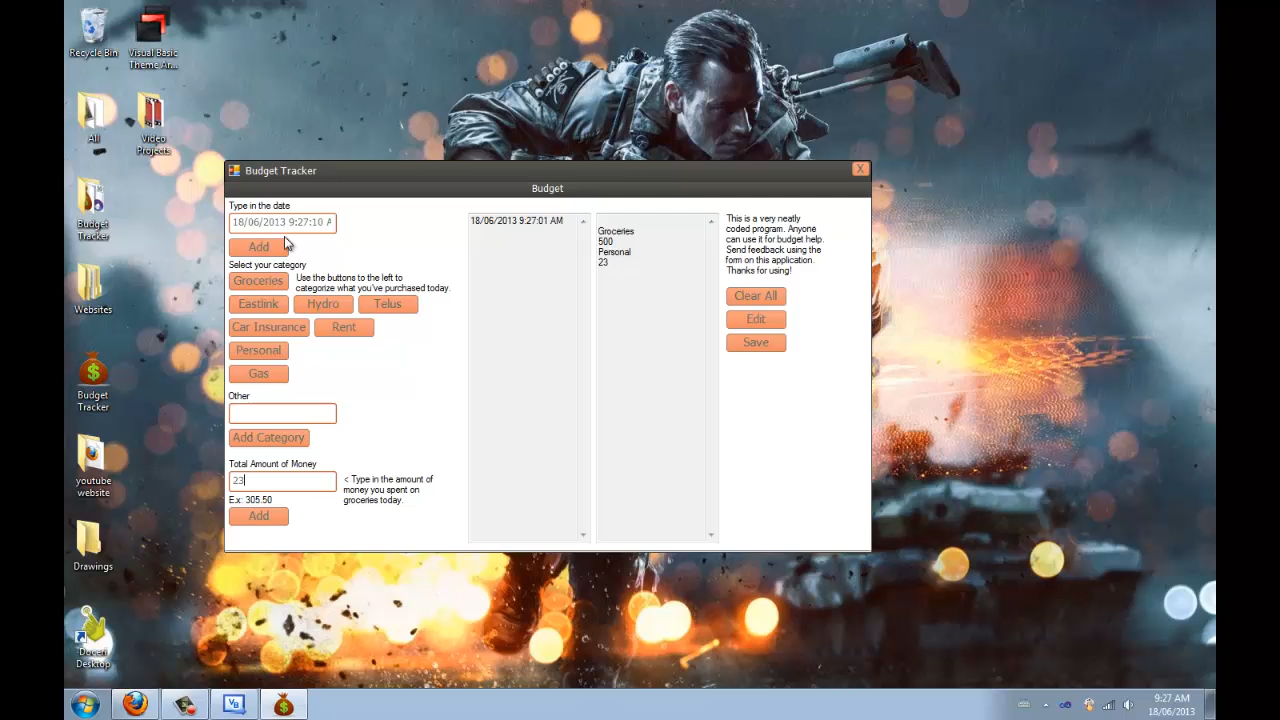 Recycle Bin
Visual Basic
Theme Ar...
All
Video
Projects
Budget
Tracker
Websites
Budget
Tracker
youtube
website
Drawings
Doceri
Desktop
Budget Tracker
X
Budget
Type in the date
18/06/2013 9:27:10 A
Add
Select your category
Groceries
Use the buttons to the left to
categorize what you've purchased today.
Eastlink
Hydro
Telus
Car Insurance
Rent
Personal
Gas
Other
Add Category
Total Amount of Money
23
< Type in the amount of
money you spent on
groceries today.
E.x: 305.50
Add
18/06/2013 9:27:01 AM
Groceries
500
Personal
23
This is a very neatly
coded program. Anyone
can use it for budget help.
Send feedback using the
form on this application.
Thanks for using!
Clear All
Edit
Save
VB
9:27 AM
18/06/2013